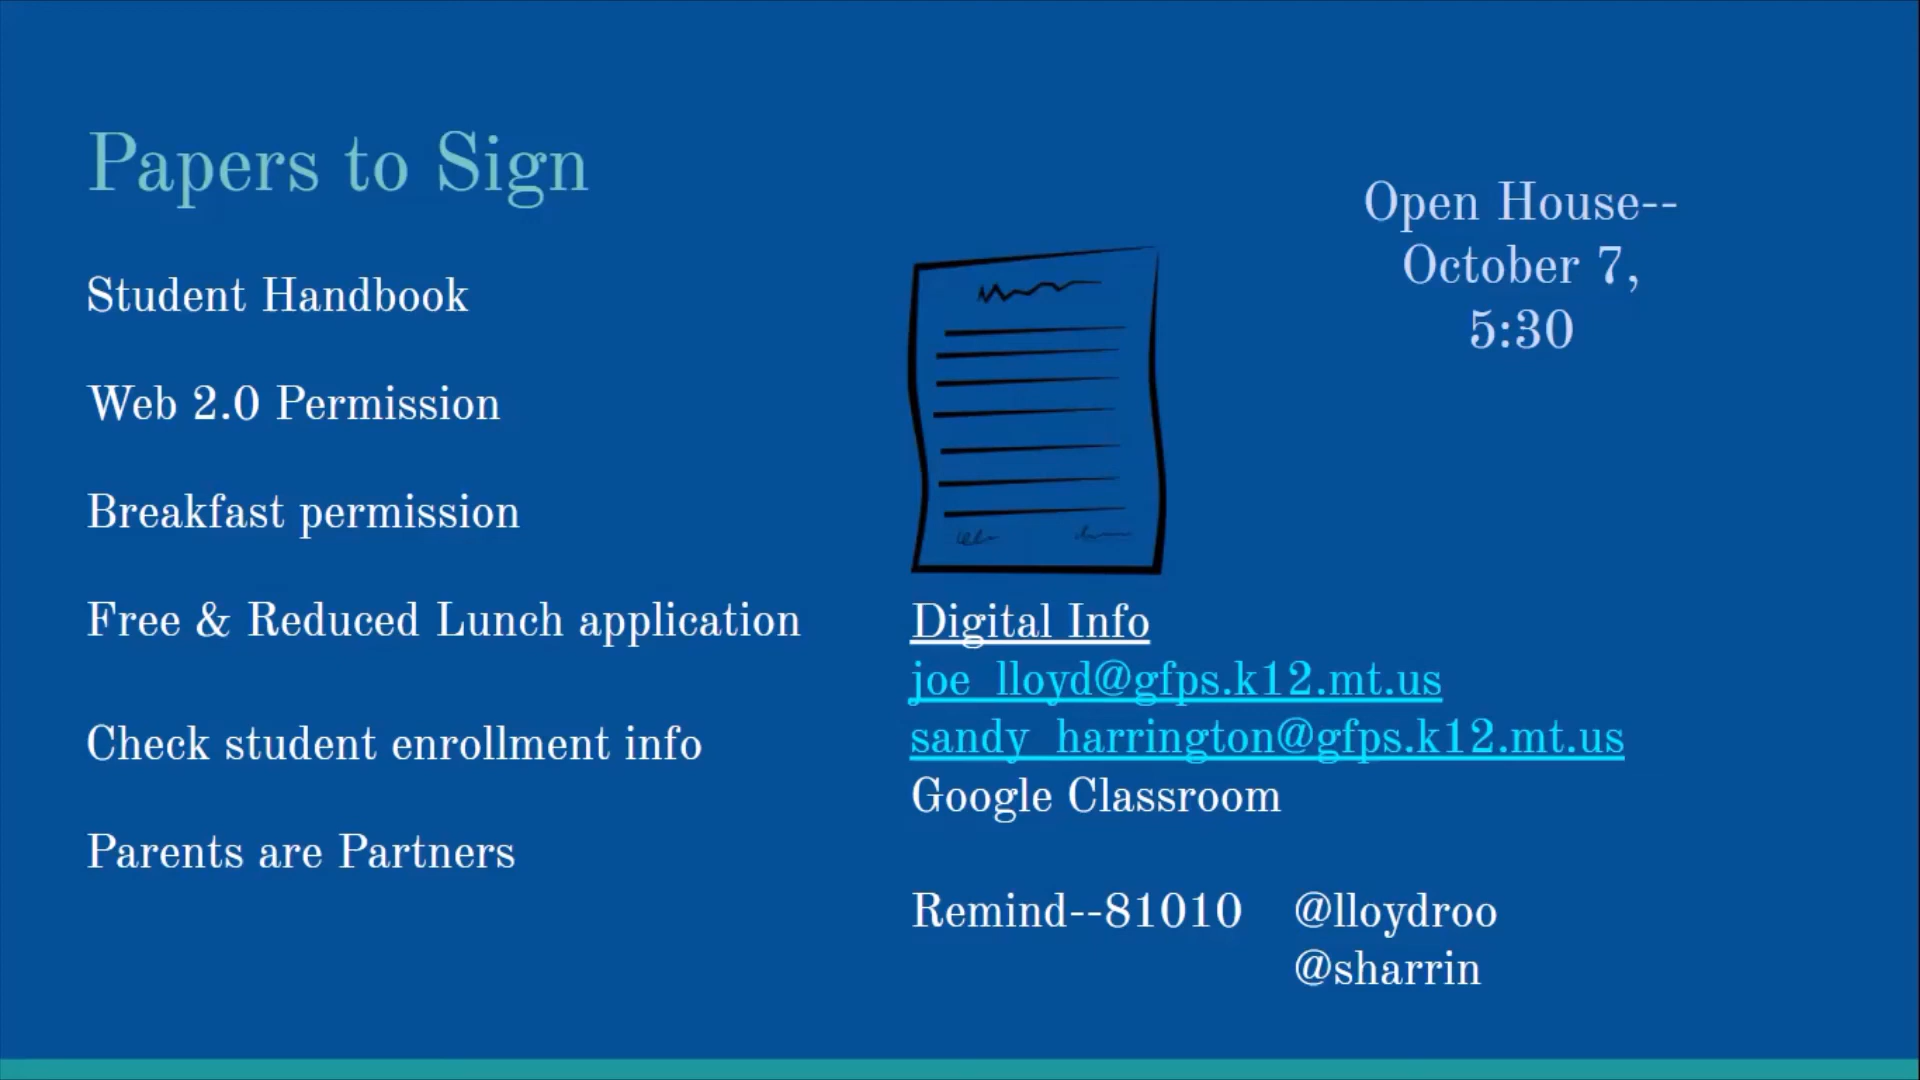 Papers to Sign
Student Handbook
Web 2.0 Permission
Breakfast permission
Free & Reduced Lunch application
Check student enrollment info
Parents are Partners
Open House--
October 7,
5:30
Digital Info
joe_lloyd@gfps.k12.mt.us
sandy_harrington@gfps.k12.mt.us
Google Classroom
Remind--81010 @lloydroo
@sharrin